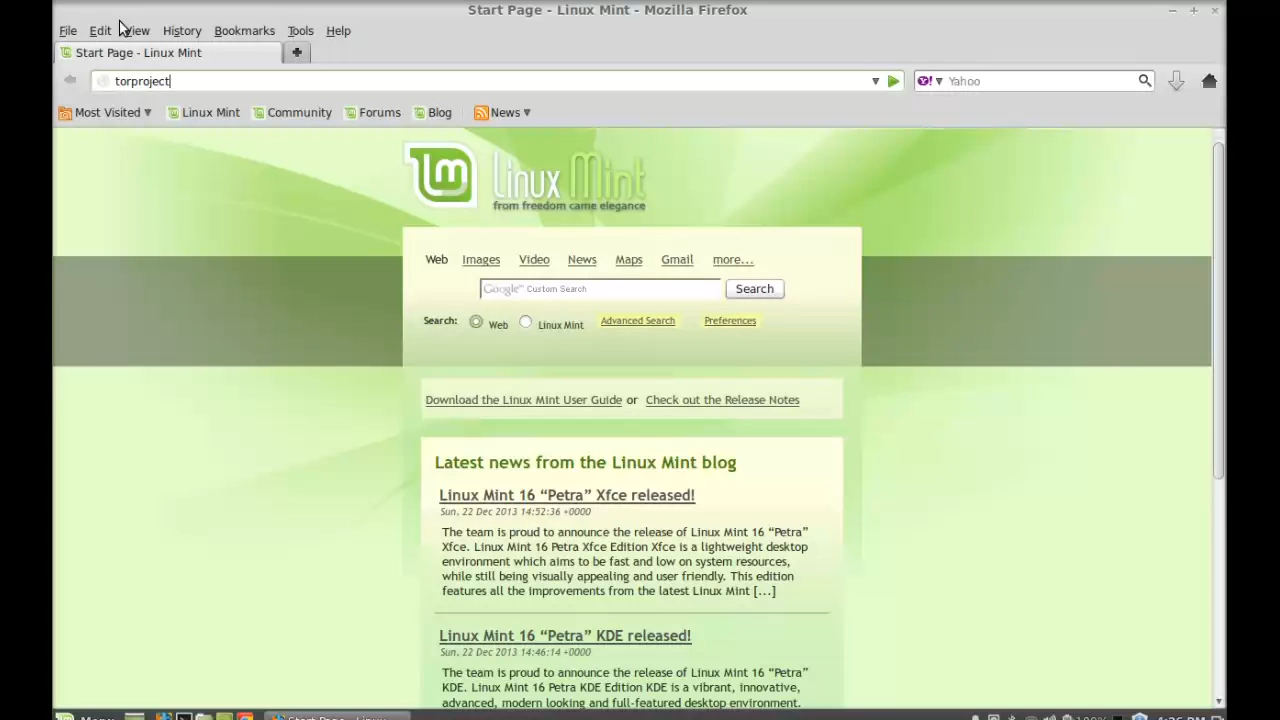 Start Page - Linux Mint - Mozilla Firefox
File Edit View History Bookmarks Tools Help
Start Page - Linux Mint
torproject
Yahoo
Most Visited Linux Mint Community Forums Blog News
Linux Mint
from freedom came elegance
Web Images Video News Maps Gmail more...
Google™ Custom Search Search
Search: Web Linux Mint Advanced Search Preferences
Download the Linux Mint User Guide or Check out the Release Notes
Latest news from the Linux Mint blog
Linux Mint 16 “Petra” Xfce released!
Sun, 22 Dec 2013 14:52:36 +0000
The team is proud to announce the release of Linux Mint 16 “Petra”
Xfce. Linux Mint 16 Petra Xfce Edition Xfce is a lightweight desktop
environment which aims to be fast and low on system resources,
while still being visually appealing and user friendly. This edition
features all the improvements from the latest Linux Mint [...]
Linux Mint 16 “Petra” KDE released!
Sun, 22 Dec 2013 14:46:14 +0000
The team is proud to announce the release of Linux Mint 16 “Petra”
KDE. Linux Mint 16 Petra KDE Edition KDE is a vibrant, innovative,
advanced, modern looking and full-featured desktop environment.
Menu Start Page - Linux 100% 4:26 PM